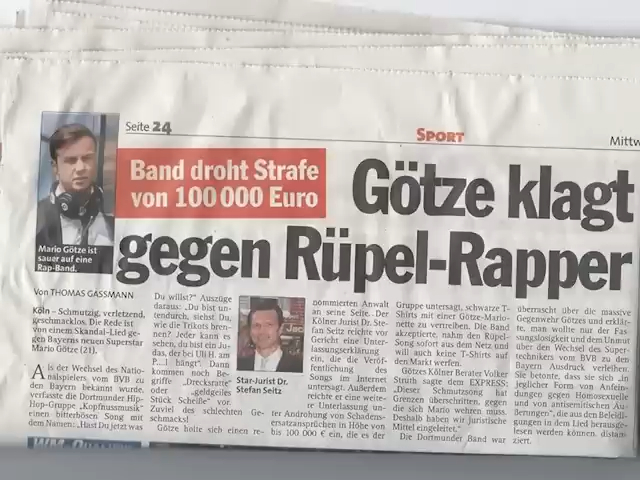 Seite 24
SPORT
Mittw
Band droht Strafe
von 100 000 Euro
Götze klagt
gegen Rüpel-Rapper
Mario Götze ist
sauer auf eine
Rap-Band.
Von THOMAS GASSMANN
Köln – Schmutzig, verletzend,
geschmacklos. Die Rede ist
von einem Skandal-Lied ge-
gen Bayerns neuen Superstar
Mario Götze (21).
Als der Wechsel des Natio-
nalspielers vom BVB zu
den Bayern bekannt wurde,
verfasste die Dortmunder Hip-
Hop-Gruppe „Kopfnussmusik"
einen bitterbösen Song mit
dem Namen: „Hast Du jetzt was
Du willst?" Auszüge
daraus: „Du bist un-
tendurch, siehst Du,
wie die Trikots bren-
nen? Jeder kann es
sehen, du bist ein Ju-
das, der bei Uli H. am
P... l hängt". Dann
kommen noch Be-
griffe „Drecksratte"
oder „geldgeiles
Stück Scheiße" vor.
Zuviel des schlechten
Geschmacks!
Götze holte sich einen re-
Star-Jurist Dr.
Stefan Seitz
nommierten Anwalt
an seine Seite. Der
Kölner Jurist Dr. Ste-
fan Seitz reichte vor
Gericht eine Unter-
lassungserklärung
ein, die die Veröf-
fentlichung des
Songs im Internet
untersagt. Außerdem
reichte er eine weite-
re Unterlassung un-
ter Androhung von Schadens-
ersatzansprüchen in Höhe von
bis 100 000 € ein, die es der
Gruppe untersagt, schwarze T-
Shirts mit einer Götze-Mario-
nette zu vertreiben. Die Band
akzeptierte, nahm den Rüpel-
Song sofort aus dem Netz und
will auch keine T-Shirts auf
den Markt werfen.
Götzes Kölner Berater Volker
Struth sagte dem EXPRESS:
„Dieser Schmutzsong hat
Grenzen überschritten, gegen
die sich Mario wehren muss.
Deshalb haben wir juristische
Mittel eingeleitet."
Die Dortmunder Band war
überrascht über die massive
Gegenwehr Götzes und erklär-
te, man wollte nur der Fas-
sungslosigkeit und dem Unmut
über den Wechsel des Super-
technikers vom BVB zu den
Bayern Ausdruck verleihen.
Sie betonte, dass sie sich „in
jeglicher Form von Anfein-
dungen gegen Homosexuelle
und von antisemitischen Äu-
ßerungen", die aus den Beleidi-
gungen in dem Lied herausge-
lesen werden könnten, distan-
ziert.